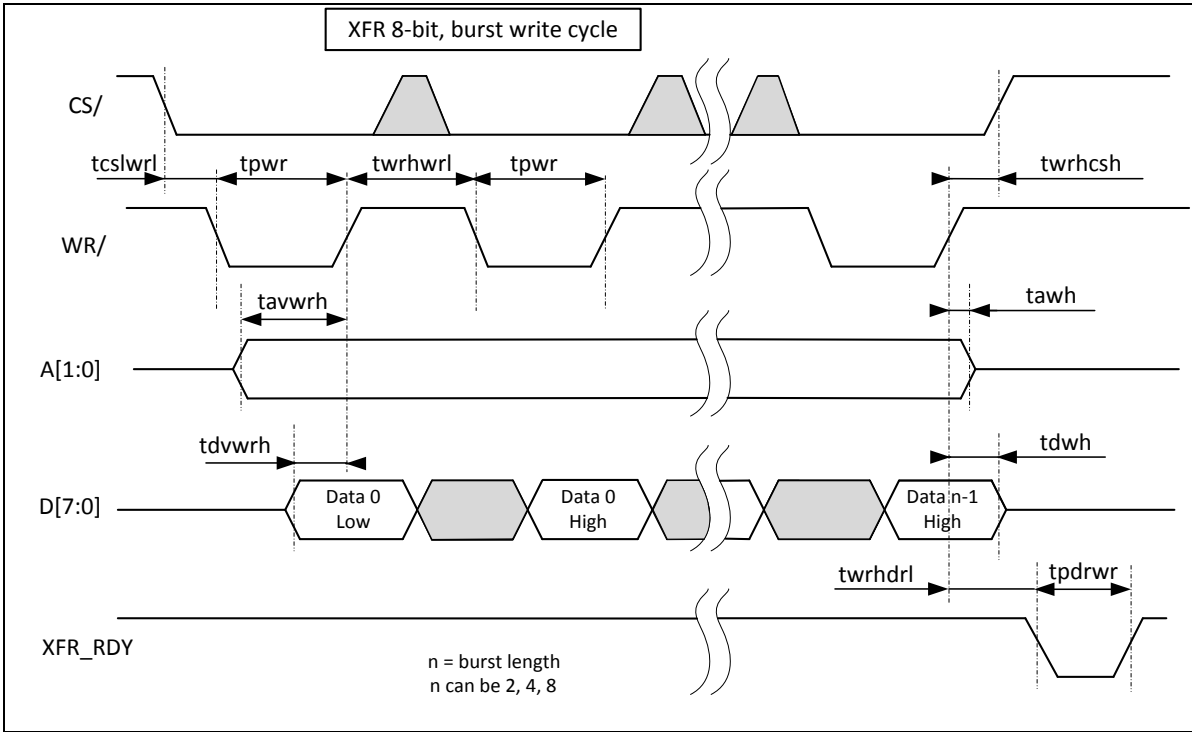 XFR 8-bit, burst write cycle
CS/
tcslwrl tpwr twrhwrl tpwr twrhcsh
WR/
tavwrh tawh
A[1:0]
tdvwrh tdwh
D[7:0]
Data 0
Low
Data 0
High
Data n-1
High
twrhdrl tpdrwr
XFR_RDY
n = burst length
n can be 2, 4, 8